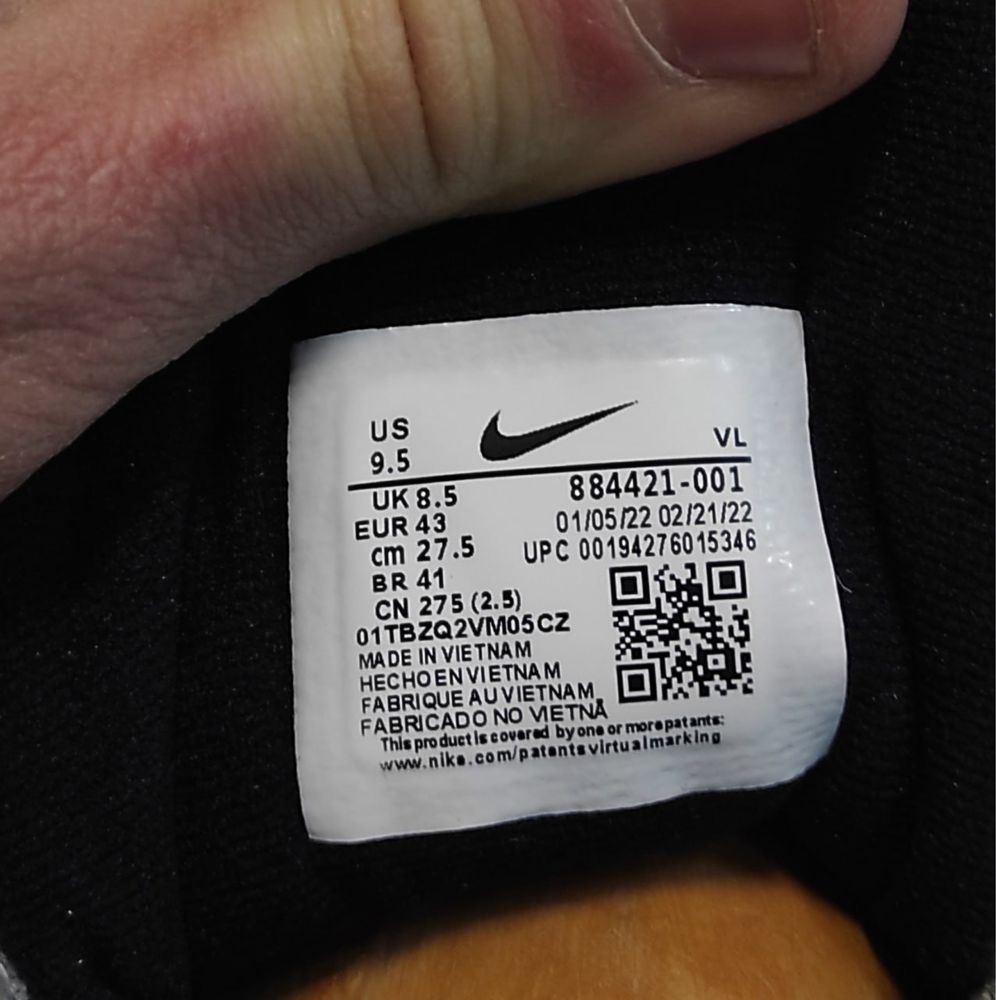 US
9.5
VL
UK 8.5
884421-001
EUR 43
01/05/22 02/21/22
cm 27.5
UPC 00194276015346
BR 41
CN 275 (2.5)
01TBZQ2VM05CZ
MADE IN VIETNAM
HECHO EN VIETNAM
FABRIQUE AU VIETNAM
FABRICADO NO VIETNÃ
This product is covered by one or more patants:
www.nike.com/patentsvirtualmarking